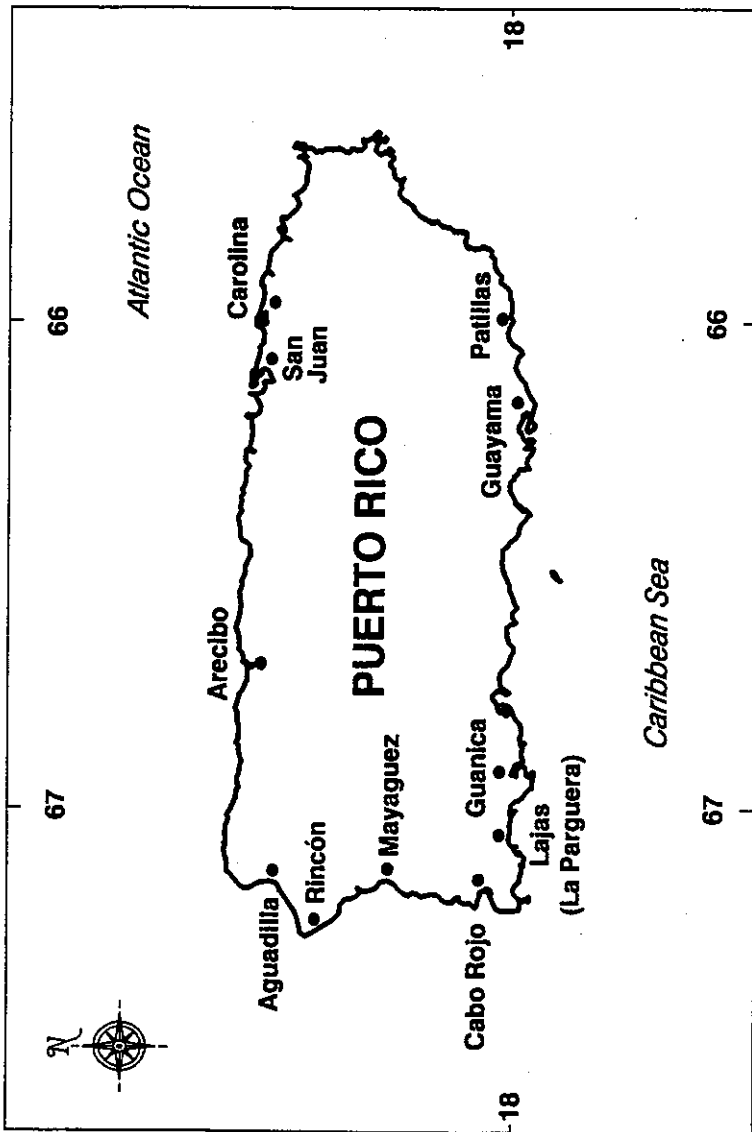 N
67
66
Atlantic Ocean
Arecibo
Carolina
San
Juan
Aguadilla
Rincón
PUERTO RICO
Mayaguez
Cabo Rojo
Guanica
Guayama
Patillas
18
18
Lajas
(La Parguera)
Caribbean Sea
67
66